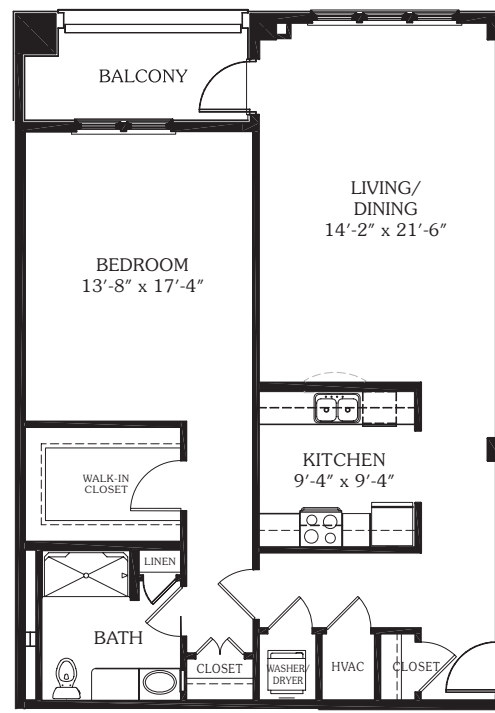 BALCONY
LIVING/
DINING
14'-2" x 21'-6"
BEDROOM
13'-8" x 17'-4"
KITCHEN
9'-4" x 9'-4"
WALK-IN
CLOSET
LINEN
BATH
CLOSET
WASHER/
DRYER
HVAC
CLOSET